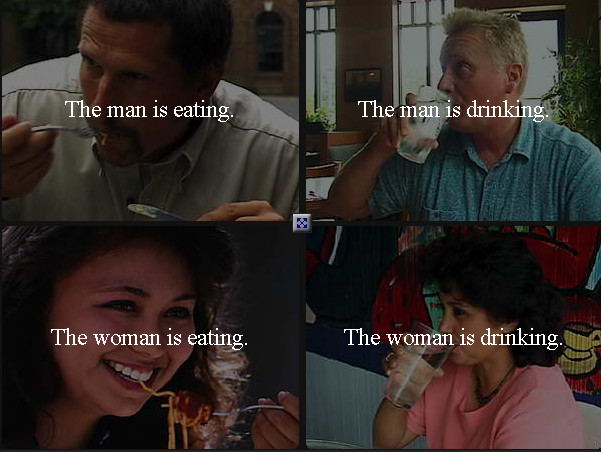 The man is eating.
The man is drinking.
The woman is eating.
The woman is drinking.